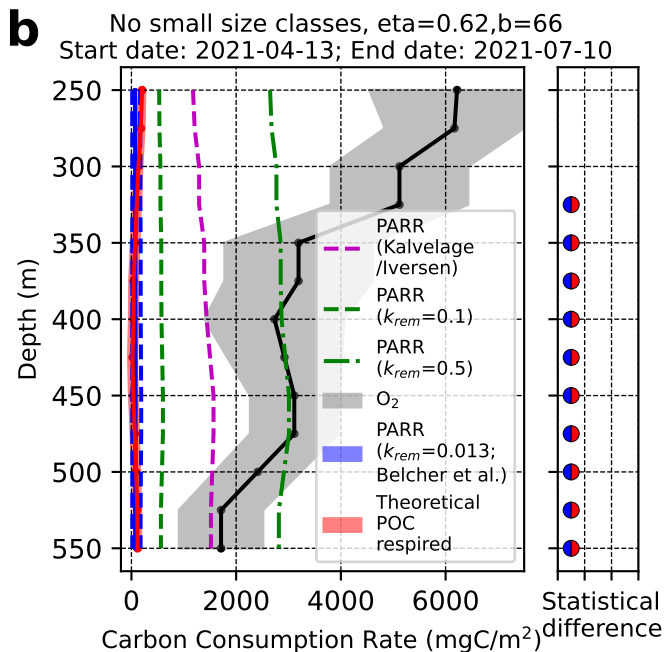 b
No small size classes, eta=0.62,b=66
Start date: 2021-04-13; End date: 2021-07-10
250
300
350
400
450
500
550
Depth (m)
0
2000
4000
6000
Carbon Consumption Rate (mgC/m²)
PARR
(Kalvelage
/Iversen)
PARR
(k_rem=0.1)
PARR
(k_rem=0.5)
O₂
PARR
(k_rem=0.013;
Belcher et al.)
Theoretical
POC
respired
Statistical
difference